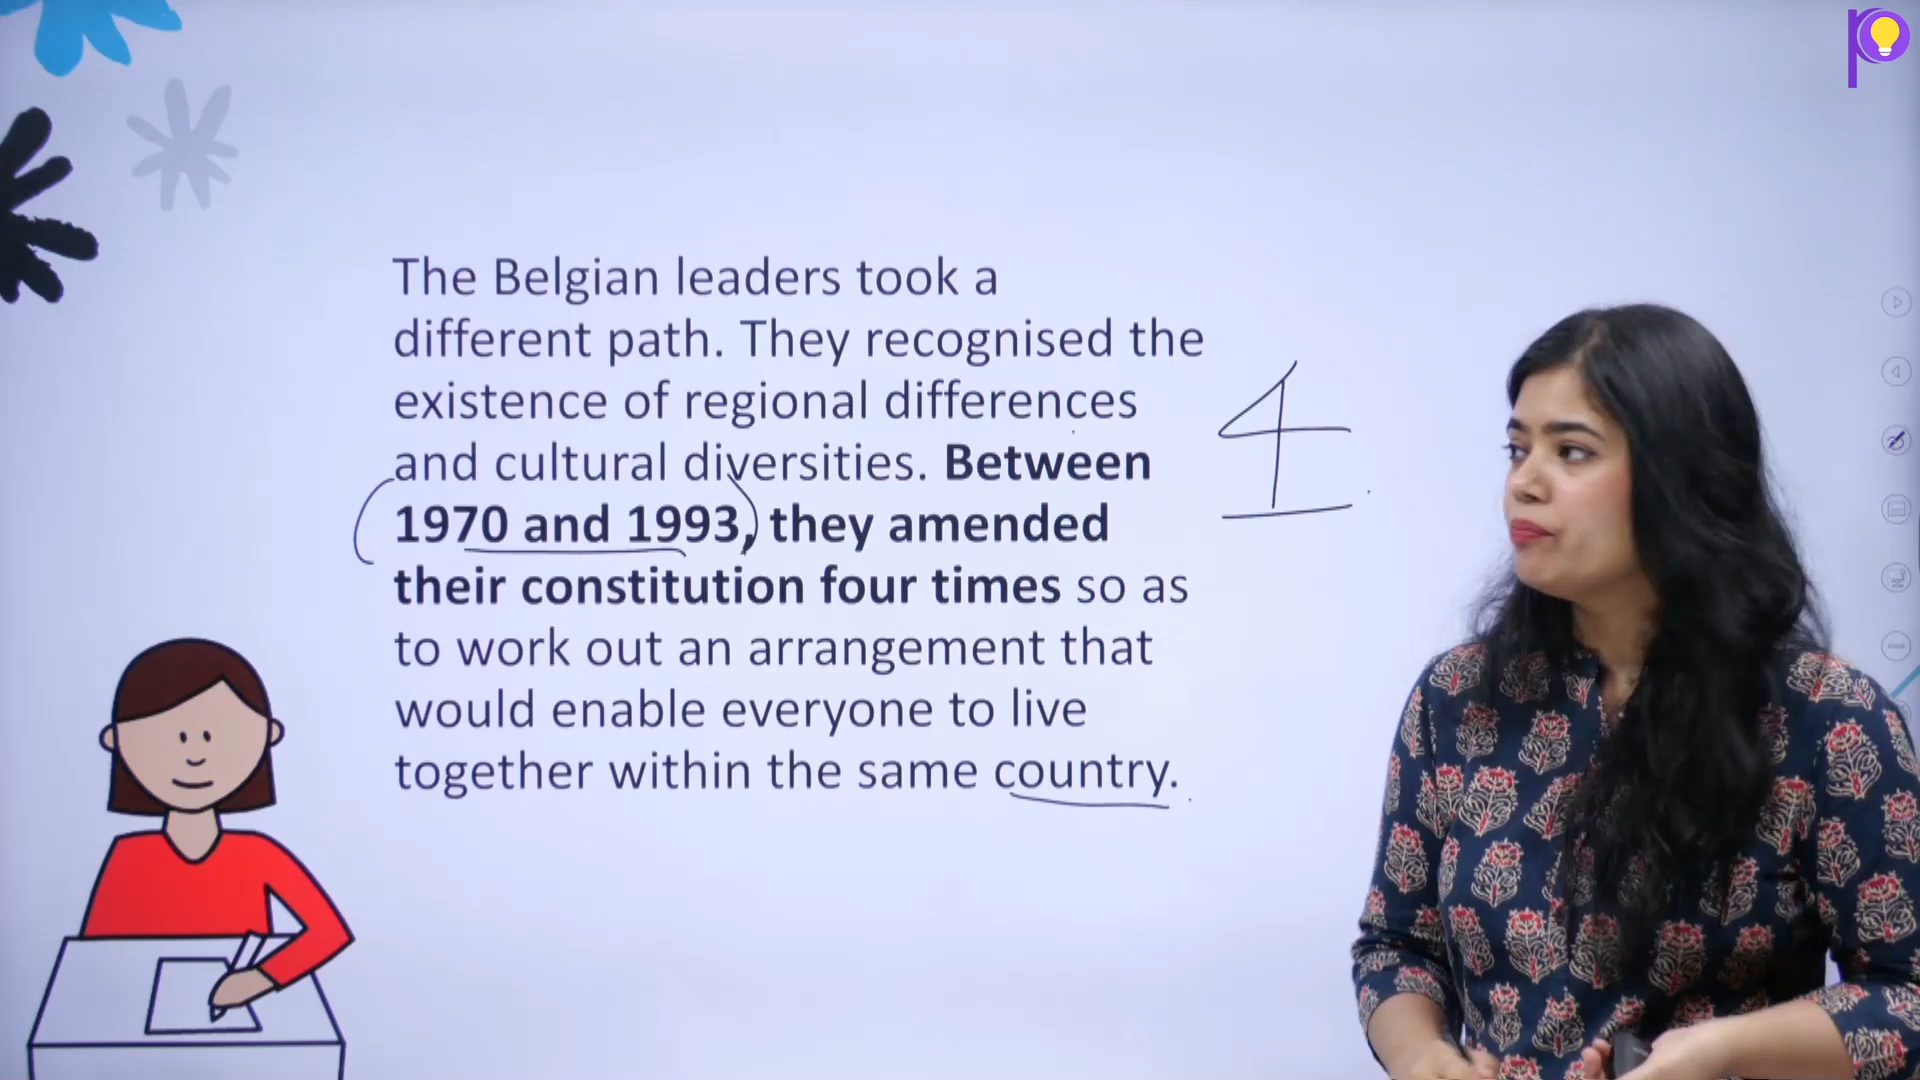 The Belgian leaders took a
different path. They recognised the
existence of regional differences
and cultural diversities. Between
1970 and 1993, they amended
their constitution four times so as
to work out an arrangement that
would enable everyone to live
together within the same country.
4